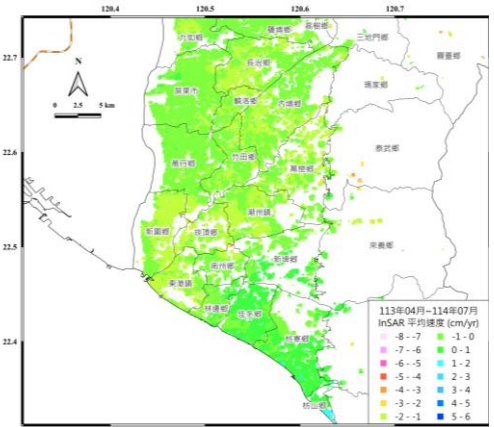 120.4 120.5 120.6 120.7
22.7
22.6
22.5
22.4
N
0 2.5 5 km
九如鄉
鹽埔鄉
高樹鄉
三地門鄉
霧臺鄉
長治鄉
屏東市
麟洛鄉
內埔鄉
瑪家鄉
竹田鄉
泰武鄉
萬丹鄉
萬巒鄉
潮州鎮
新園鄉
崁頂鄉
來義鄉
南州鄉
新埤鄉
東港鎮
林邊鄉
佳冬鄉
枋寮鄉
枋山鄉
113年04月~114年07月
InSAR 平均速度 (cm/yr)
-8 - -7 -1 - 0
-7 - -6 0 - 1
-6 - -5 1 - 2
-5 - -4 2 - 3
-4 - -3 3 - 4
-3 - -2 4 - 5
-2 - -1 5 - 6